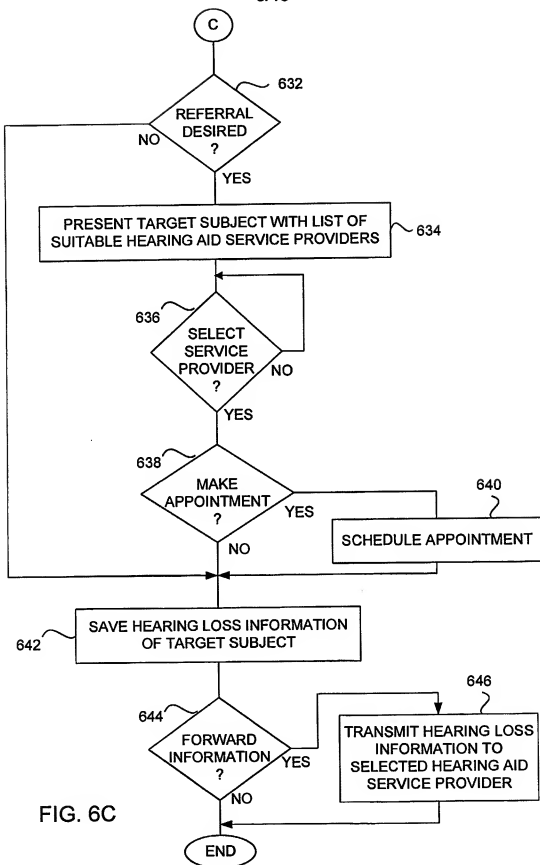 C
632
REFERRAL
DESIRED
?
NO
YES
PRESENT TARGET SUBJECT WITH LIST OF
SUITABLE HEARING AID SERVICE PROVIDERS
634
636
SELECT
SERVICE
PROVIDER
?
NO
YES
638
MAKE
APPOINTMENT
?
YES
NO
640
SCHEDULE APPOINTMENT
SAVE HEARING LOSS INFORMATION
OF TARGET SUBJECT
642
644
FORWARD
INFORMATION
?
YES
NO
646
TRANSMIT HEARING LOSS
INFORMATION TO
SELECTED HEARING AID
SERVICE PROVIDER
FIG. 6C
END